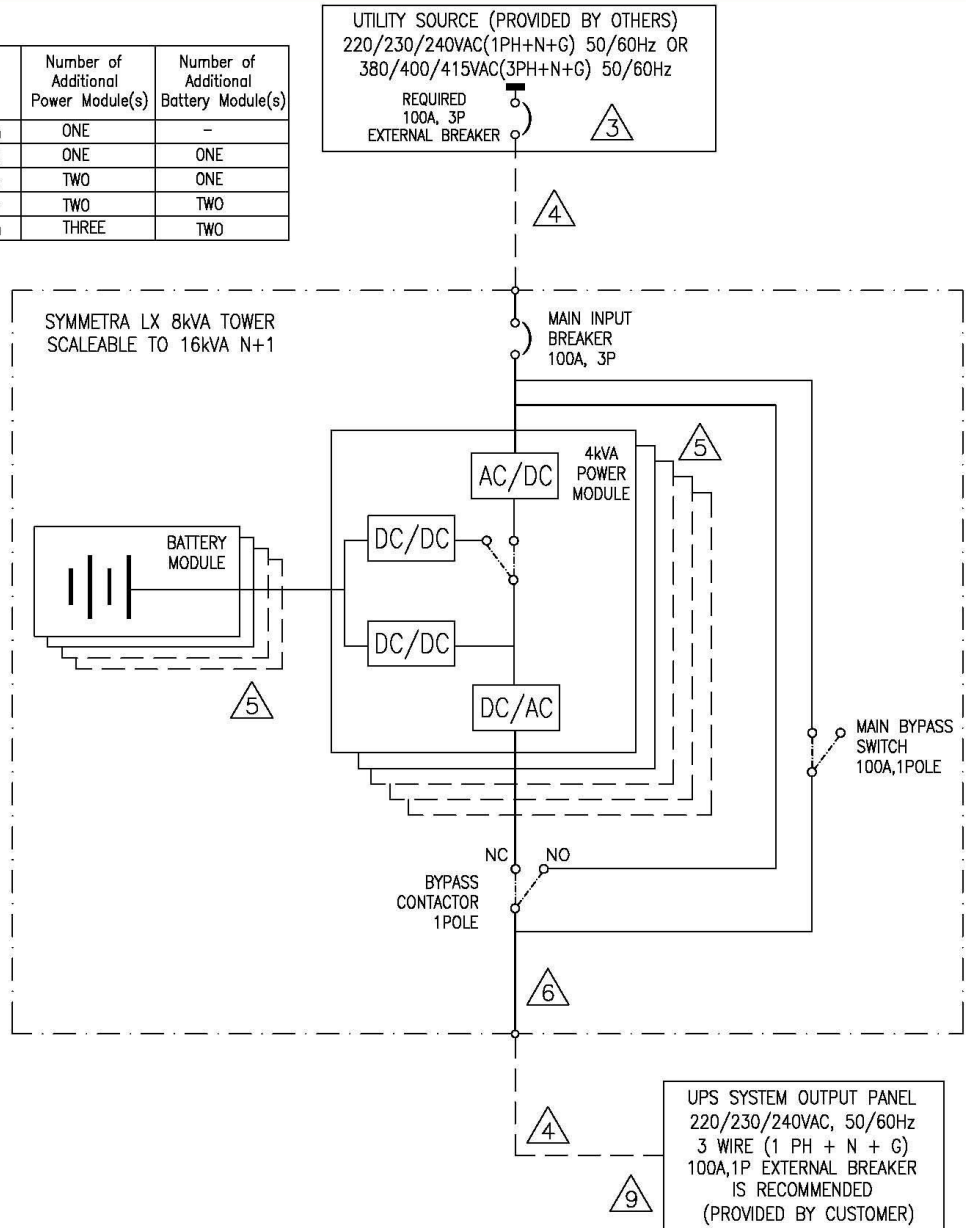 UTILITY SOURCE (PROVIDED BY OTHERS)
220/230/240VAC(1PH+N+G) 50/60Hz OR
380/400/415VAC(3PH+N+G) 50/60Hz
REQUIRED
100A, 3P
EXTERNAL BREAKER
3
Number of
Additional
Power Module(s)
Number of
Additional
Battery Module(s)
ONE -
ONE ONE
TWO ONE
TWO TWO
THREE TWO
4
SYMMETRA LX 8kVA TOWER
SCALEABLE TO 16kVA N+1
MAIN INPUT
BREAKER
100A, 3P
5
4kVA
POWER
MODULE
AC/DC
DC/DC
BATTERY
MODULE
DC/DC
5
DC/AC
MAIN BYPASS
SWITCH
100A,1POLE
NC NO
BYPASS
CONTACTOR
1POLE
6
4
9
UPS SYSTEM OUTPUT PANEL
220/230/240VAC, 50/60Hz
3 WIRE (1 PH + N + G)
100A,1P EXTERNAL BREAKER
IS RECOMMENDED
(PROVIDED BY CUSTOMER)